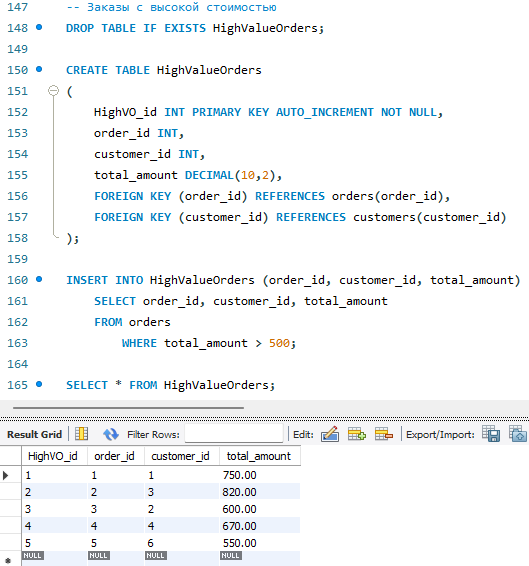 147 -- Заказы с высокой стоимостью
148 DROP TABLE IF EXISTS HighValueOrders;
149
150 CREATE TABLE HighValueOrders
151 (
152 HighVO_id INT PRIMARY KEY AUTO_INCREMENT NOT NULL,
153 order_id INT,
154 customer_id INT,
155 total_amount DECIMAL(10,2),
156 FOREIGN KEY (order_id) REFERENCES orders(order_id),
157 FOREIGN KEY (customer_id) REFERENCES customers(customer_id)
158 );
159
160 INSERT INTO HighValueOrders (order_id, customer_id, total_amount)
161 SELECT order_id, customer_id, total_amount
162 FROM orders
163 WHERE total_amount > 500;
164
165 SELECT * FROM HighValueOrders;
Result Grid Filter Rows: Edit: Export/Import:
HighVO_id order_id customer_id total_amount
1 1 1 750.00
2 2 3 820.00
3 3 2 600.00
4 4 4 670.00
5 5 6 550.00
NULL NULL NULL NULL